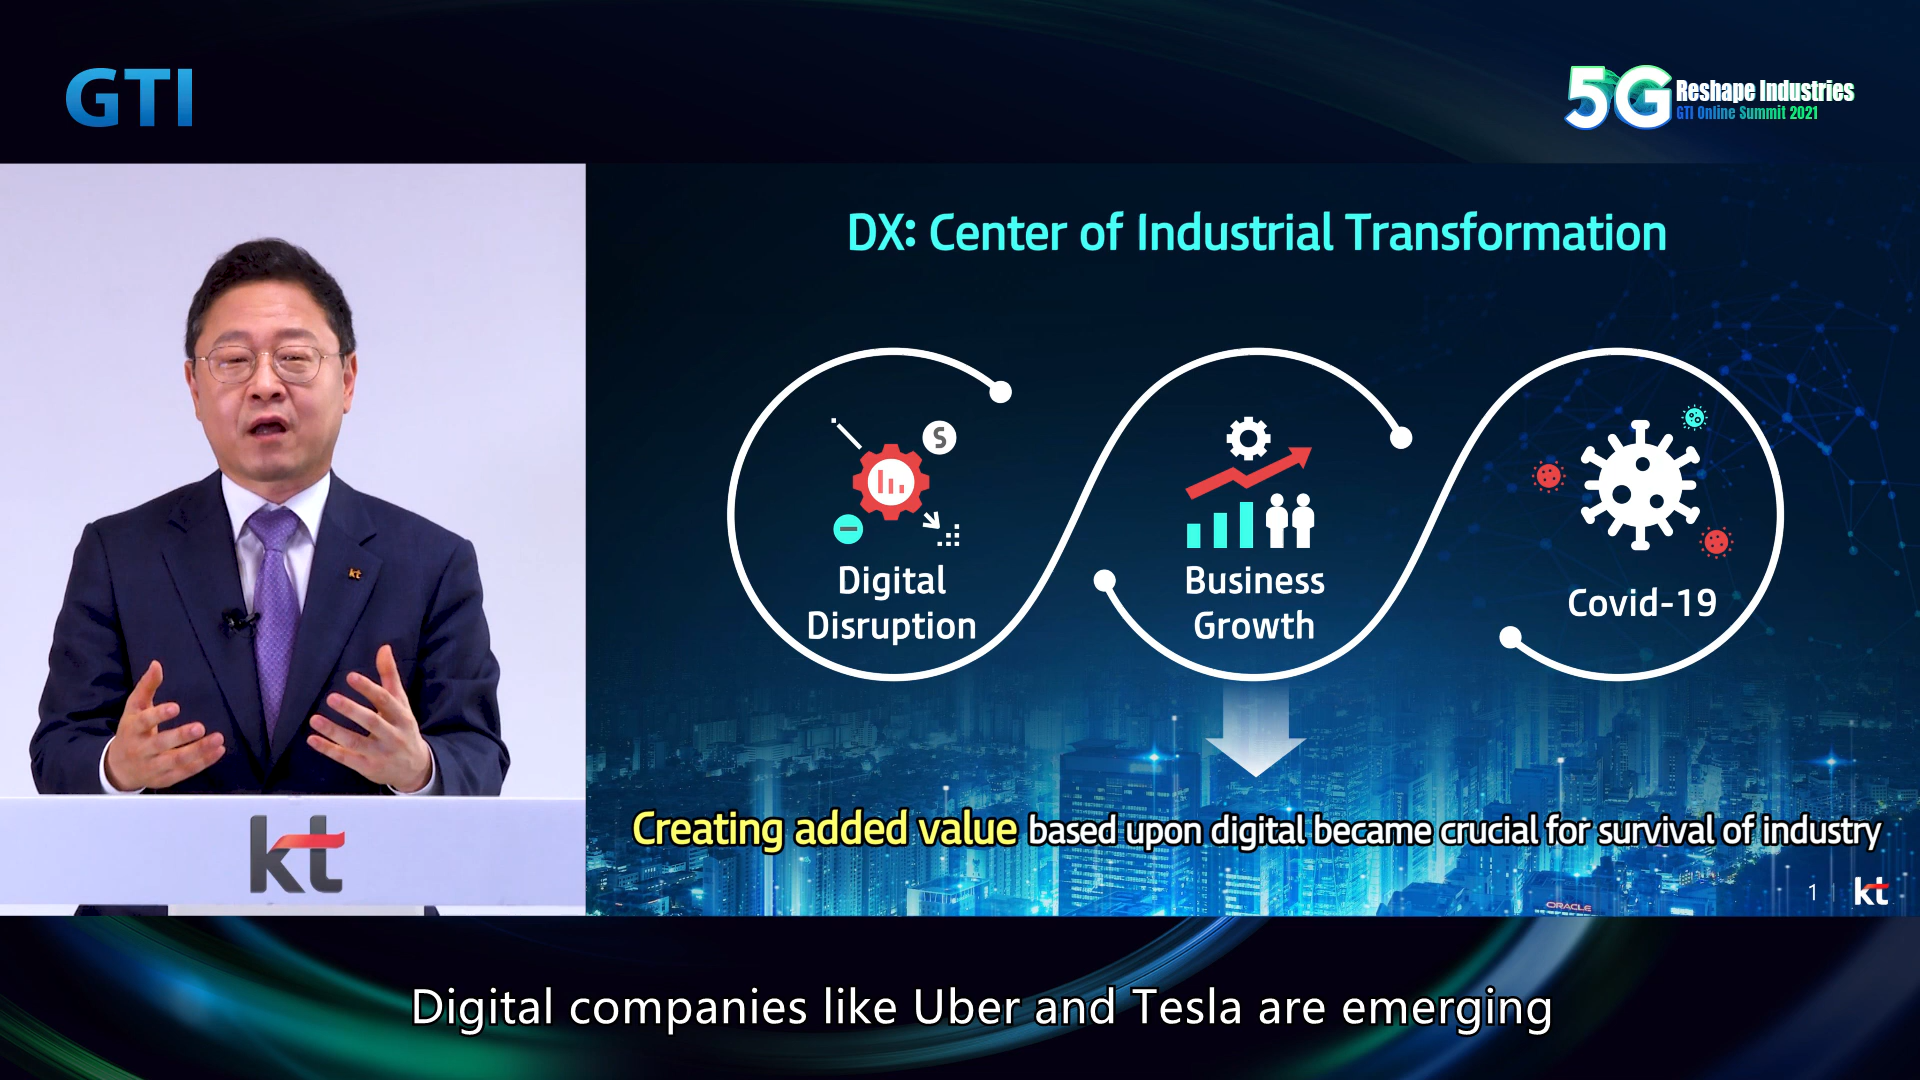 GTI
5G
Reshape Industries
GTI Online Summit 2021
DX: Center of Industrial Transformation
S
Digital
Disruption
Business
Growth
Covid-19
kt
Creating added value based upon digital became crucial for survival of industry
kt
ORACLE
1
kt
Digital companies like Uber and Tesla are emerging